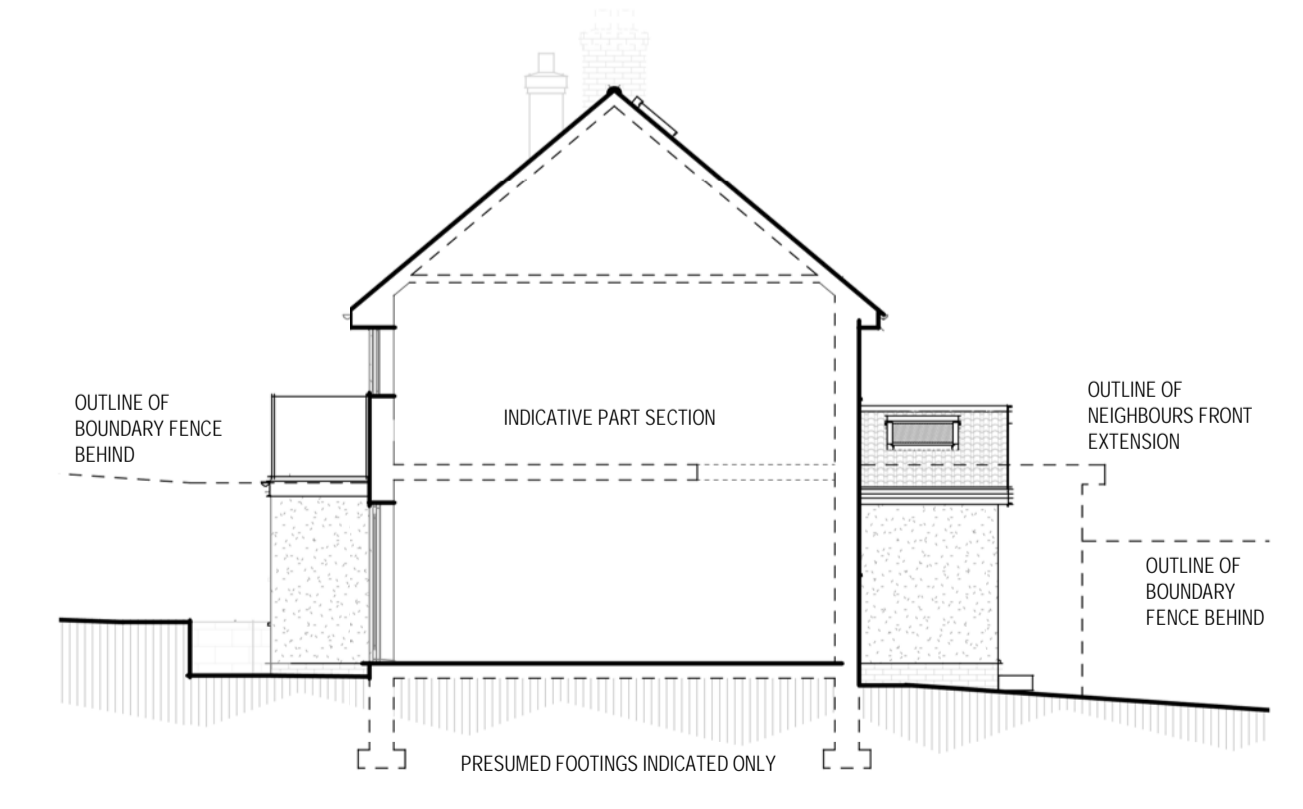 OUTLINE OF
BOUNDARY FENCE
BEHIND
INDICATIVE PART SECTION
OUTLINE OF
NEIGHBOURS FRONT
EXTENSION
OUTLINE OF
BOUNDARY
FENCE BEHIND
PRESUMED FOOTINGS INDICATED ONLY